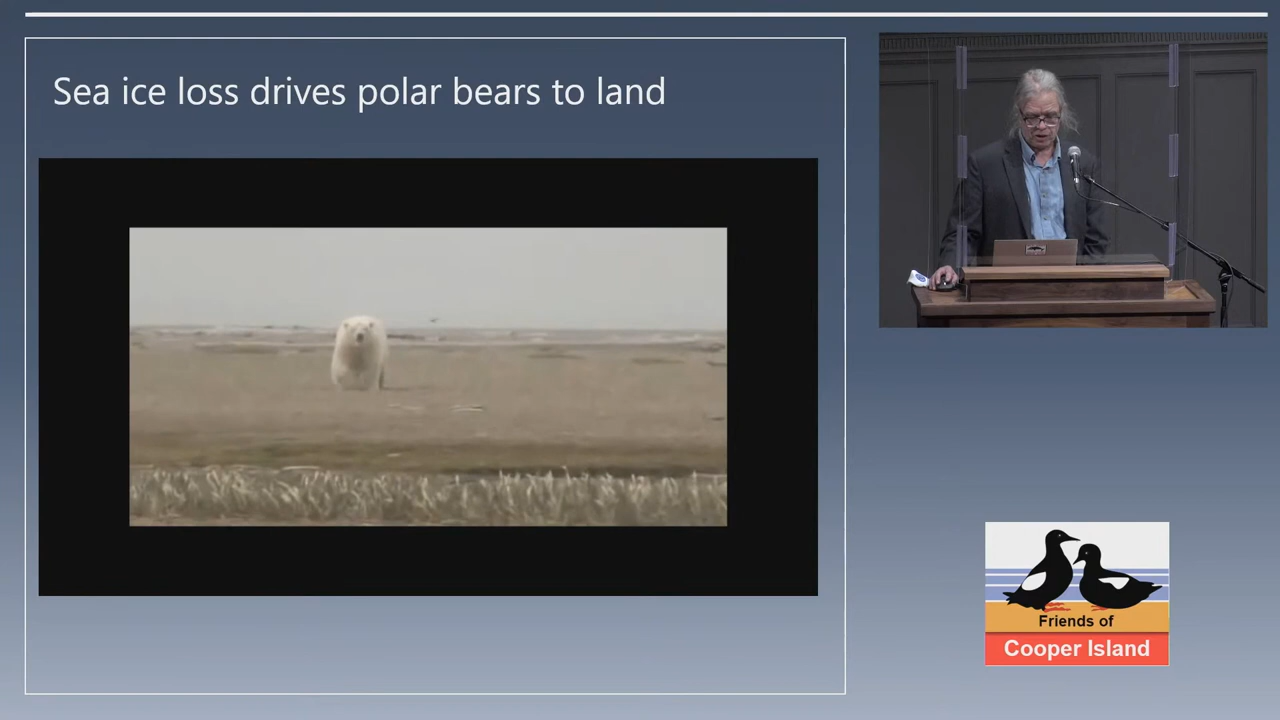 Sea ice loss drives polar bears to land
Friends of
Cooper Island